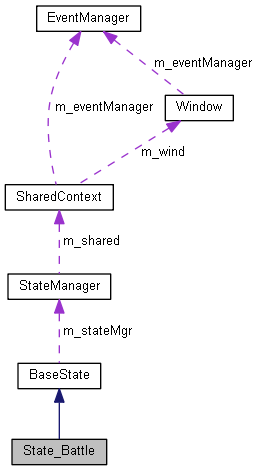 EventManager
m_eventManager
Window
m_eventManager
m_wind
SharedContext
m_shared
StateManager
m_stateMgr
BaseState
State_Battle